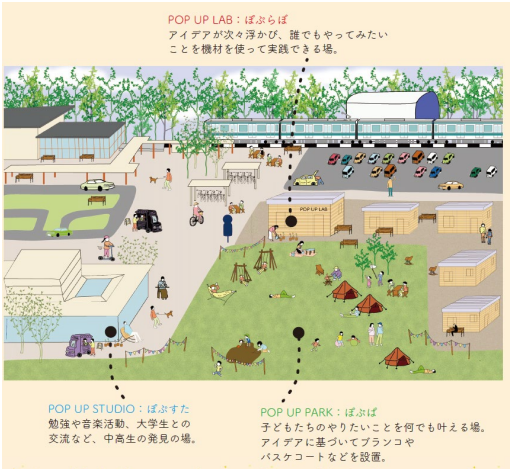 POP UP LAB：ぽぷらぼ
アイデアが次々浮かび、誰でもやってみたい
ことを機材を使って実践できる場。
POP UP LAB
POP UP STUDIO：ぽぷすた
勉強や音楽活動、大学生との
交流など、中高生の発見の場。
POP UP PARK：ぽぷぱ
子どもたちのやりたいことを何でも叶える場。
アイデアに基づいてブランコや
バスケコートなどを設置。